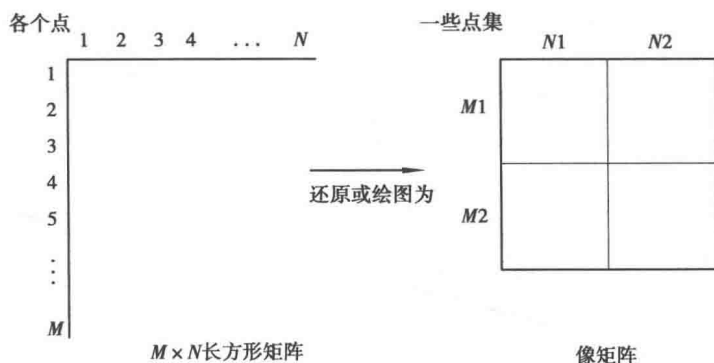 各个点
1 2 3 4 ... N
1
2
3
4
5
⋮
M
M × N长方形矩阵
还原或绘图为
一些点集
N1 N2
M1
M2
像矩阵